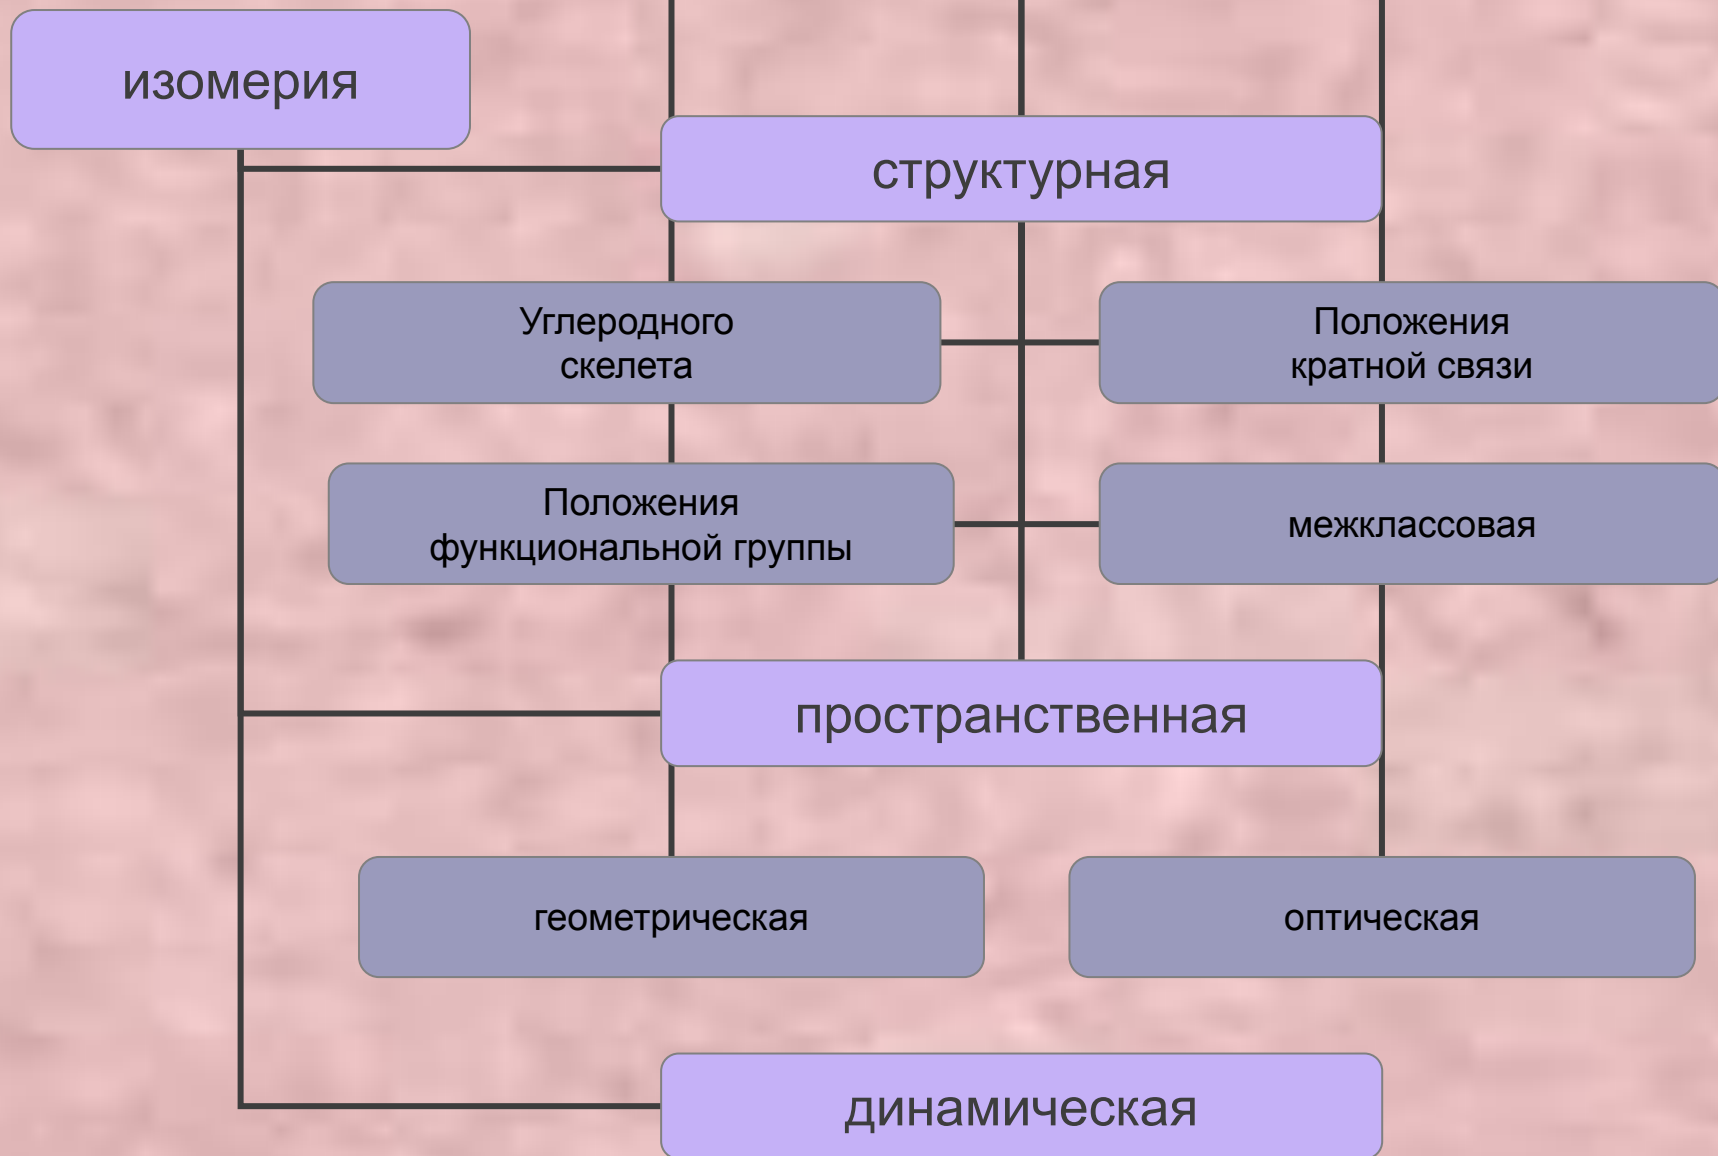 изомерия
структурная
Углеродного
скелета
Положения
кратной связи
Положения
функциональной группы
межклассовая
пространственная
геометрическая
оптическая
динамическая